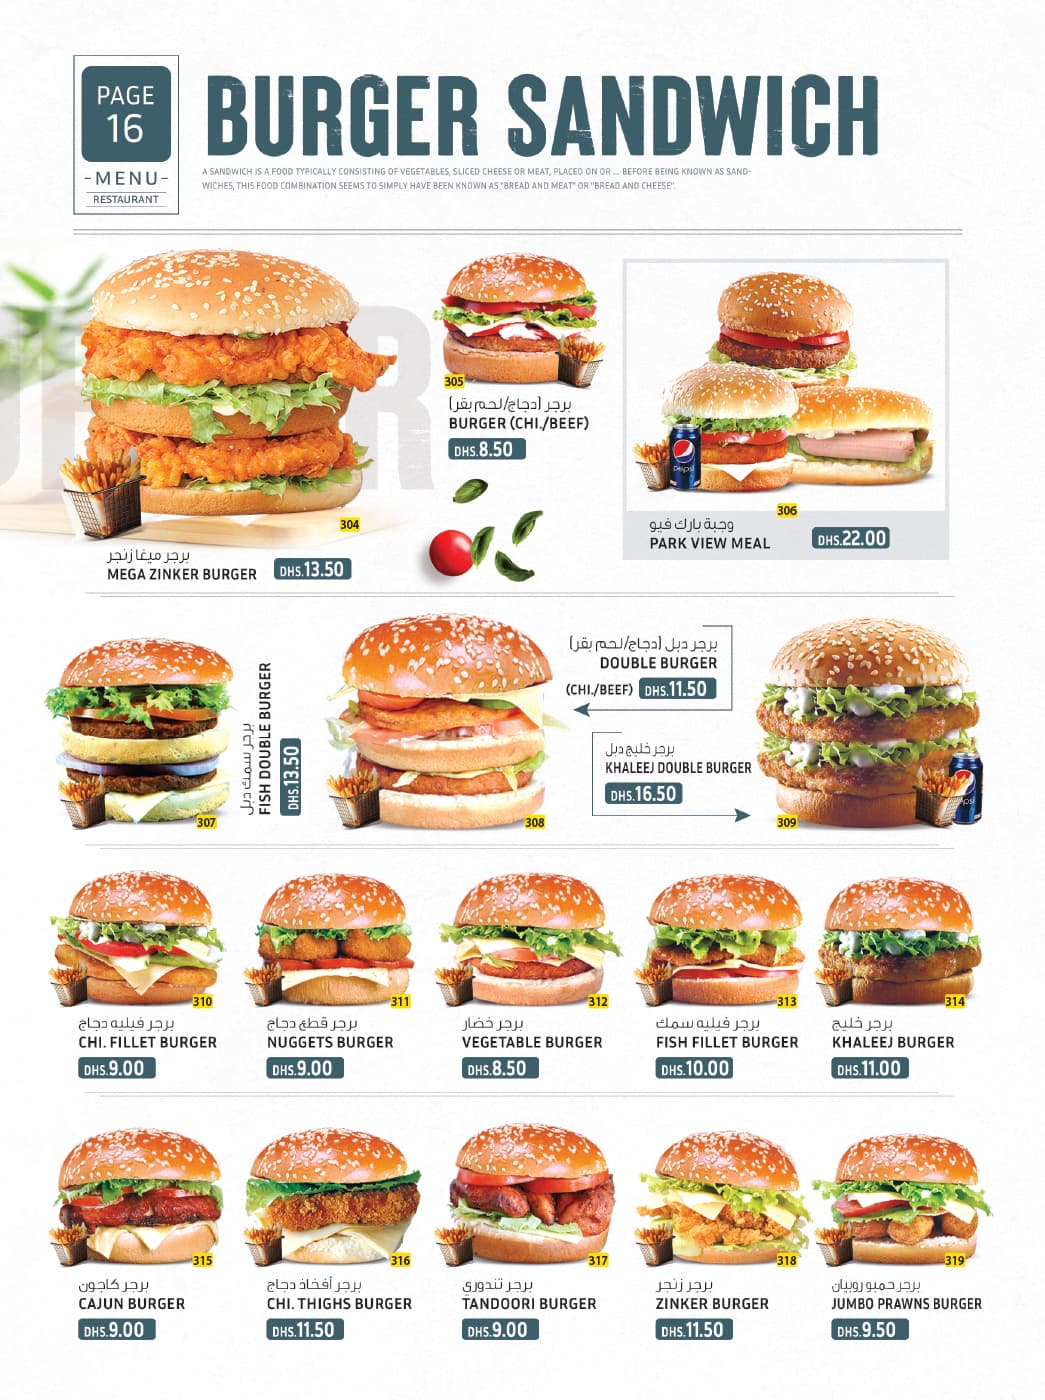 PAGE
16
-MENU-
RESTAURANT
BURGER SANDWICH
A SANDWICH IS A FOOD TYPICALLY CONSISTING OF VEGETABLES, SLICED CHEESE OR MEAT, PLACED ON OR ... BEFORE BEING KNOWN AS SAND-
WICHES, THIS FOOD COMBINATION SEEMS TO SIMPLY HAVE BEEN KNOWN AS "BREAD AND MEAT" OR "BREAD AND CHEESE".
304
برجر ميغا زنجر
MEGA ZINKER BURGER
DHS.13.50
305
برجر (دجاج/لحم بقر)
BURGER (CHI./BEEF)
DHS.8.50
pepsi
306
وجبة بارك فيو
PARK VIEW MEAL
DHS.22.00
307
برجر سمك دبل
FISH DOUBLE BURGER
DHS.13.50
308
برجر دبل (دجاج/لحم بقر)
DOUBLE BURGER
(CHI./BEEF) DHS.11.50
برجر خليج دبل
KHALEEJ DOUBLE BURGER
DHS.16.50
309
310
برجر فيليه دجاج
CHI. FILLET BURGER
DHS.9.00
311
برجر قطع دجاج
NUGGETS BURGER
DHS.9.00
312
برجر خضار
VEGETABLE BURGER
DHS.8.50
313
برجر فيليه سمك
FISH FILLET BURGER
DHS.10.00
314
برجر خليج
KHALEEJ BURGER
DHS.11.00
315
برجر كاجون
CAJUN BURGER
DHS.9.00
316
برجر أفخاذ دجاج
CHI. THIGHS BURGER
DHS.11.50
317
برجر تندوري
TANDOORI BURGER
DHS.9.00
318
برجر زنجر
ZINKER BURGER
DHS.11.50
319
برجر جمبو روبيان
JUMBO PRAWNS BURGER
DHS.9.50